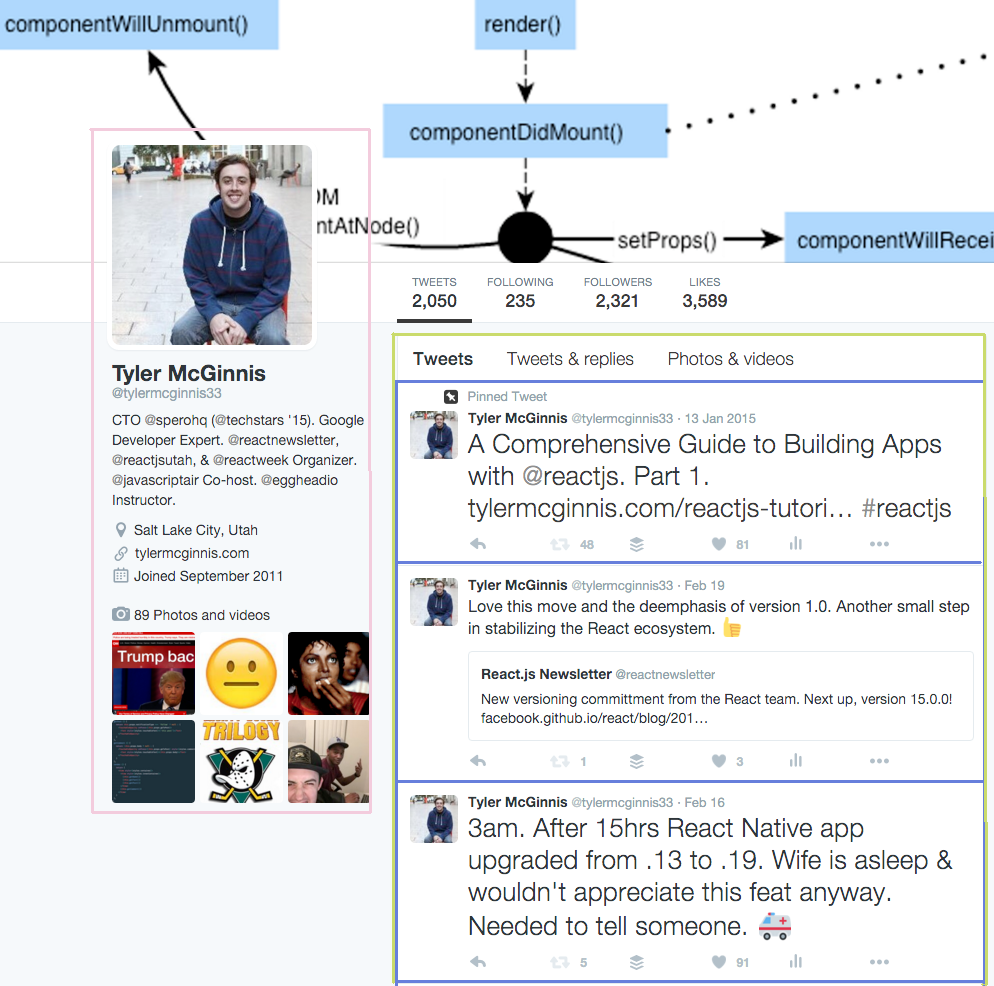 componentWillUnmount()
render()
componentDidMount()
OM
ntAtNode()
setProps()
componentWillRecei
TWEETS
2,050
FOLLOWING
235
FOLLOWERS
2,321
LIKES
3,589
Tyler McGinnis
@tylermcginnis33
CTO @sperohq (@techstars '15). Google
Developer Expert. @reactnewsletter,
@reactjsutah, & @reactweek Organizer.
@javascriptair Co-host. @eggheadio
Instructor.
Salt Lake City, Utah
tylermcginnis.com
Joined September 2011
89 Photos and videos
Trump bac
TRILOGY
Tweets
Tweets & replies
Photos & videos
Pinned Tweet
Tyler McGinnis @tylermcginnis33 · 13 Jan 2015
A Comprehensive Guide to Building Apps
with @reactjs. Part 1.
tylermcginnis.com/reactjs-tutori… #reactjs
48
81
Tyler McGinnis @tylermcginnis33 · Feb 19
Love this move and the deemphasis of version 1.0. Another small step
in stabilizing the React ecosystem. 👍
React.js Newsletter @reactnewsletter
New versioning committment from the React team. Next up, version 15.0.0!
facebook.github.io/react/blog/201…
1
3
Tyler McGinnis @tylermcginnis33 · Feb 16
3am. After 15hrs React Native app
upgraded from .13 to .19. Wife is asleep &
wouldn't appreciate this feat anyway.
Needed to tell someone. 🚑
5
91